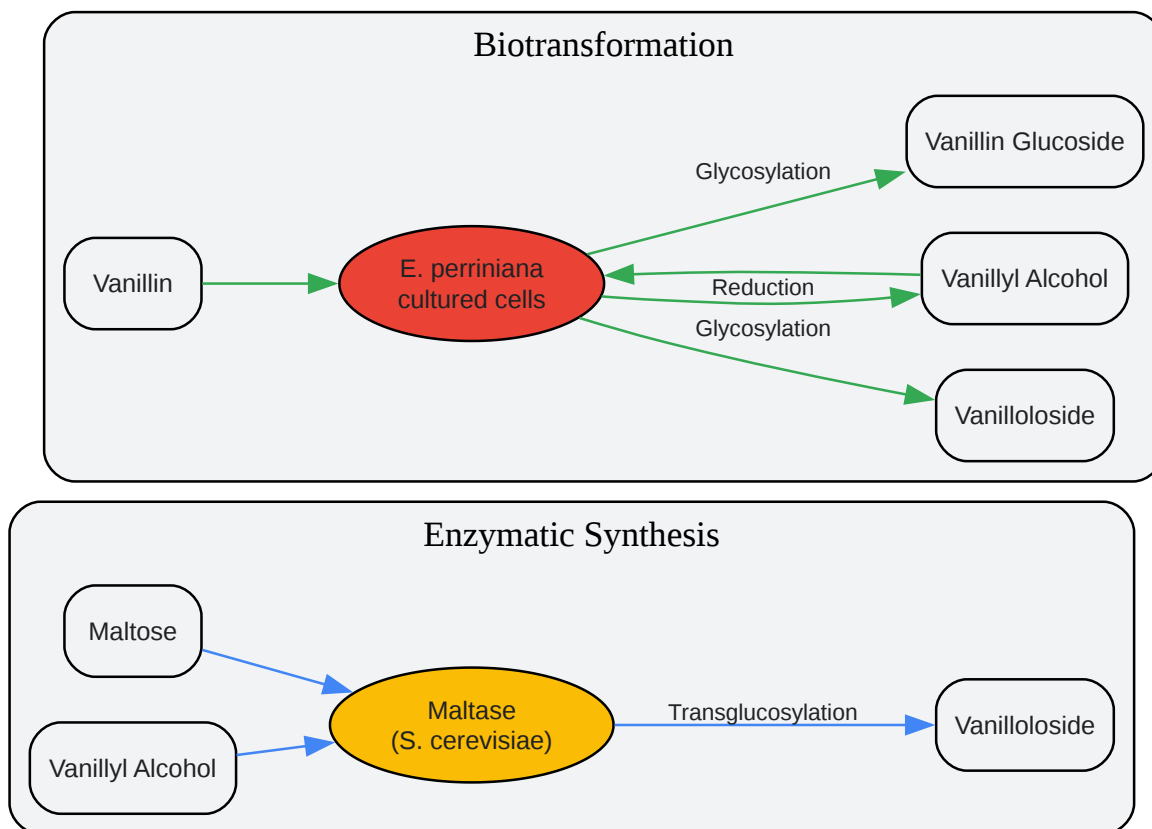 Biotransformation
Vanillin Glucoside
Glycosylation
E. perriniana
cultured cells
Vanillin
Vanillyl Alcohol
Reduction
Glycosylation
Vanilloloside
Enzymatic Synthesis
Maltose
Maltase
(S. cerevisiae)
Transglucosylation
Vanilloloside
Vanillyl Alcohol